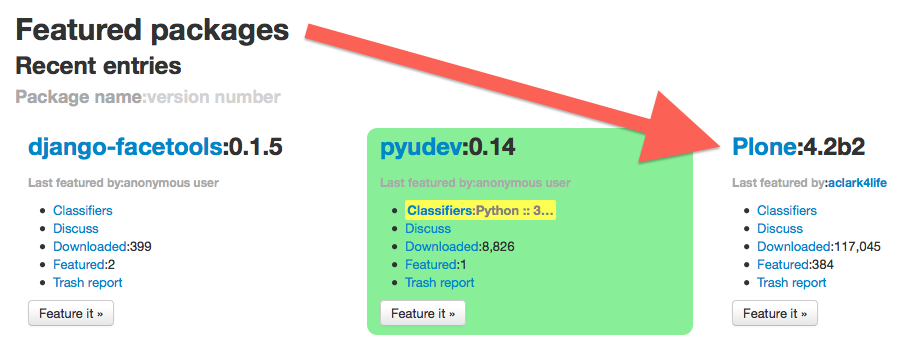 Featured packages
Recent entries
Package name:version number
django-facetools:0.1.5
Last featured by:anonymous user
Classifiers
Discuss
Downloaded:399
Featured:2
Trash report
Feature it »
pyudev:0.14
Last featured by:anonymous user
Classifiers:Python :: 3...
Discuss
Downloaded:8,826
Featured:1
Trash report
Feature it »
Plone:4.2b2
Last featured by:aclark4life
Classifiers
Discuss
Downloaded:117,045
Featured:384
Trash report
Feature it »